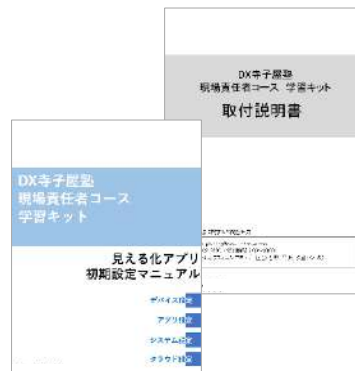 DX寺子屋塾
現場責任者コース 学習キット
取付説明書
DX寺子屋塾
現場責任者コース
学習キット
見える化アプリ
初期設定マニュアル
デバイス設定
アプリ設定
システム設定
クラウド設定